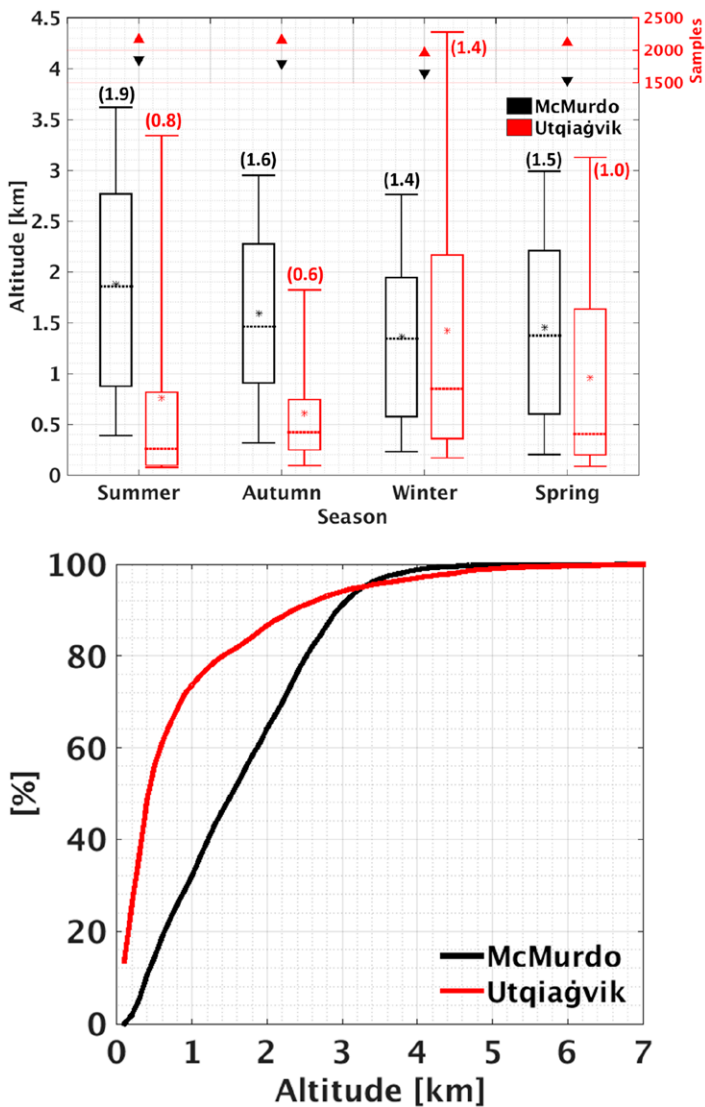 4.5
4
3.5
3
2.5
2
1.5
1
0.5
0
Altitude [km]
2500
2000
1500
Samples
(1.9)
(0.8)
(1.6)
(0.6)
(1.4)
(1.4)
(1.5)
(1.0)
McMurdo
Utqiaġvik
Summer Autumn Winter Spring
Season
100
80
60
40
20
0
[%]
McMurdo
Utqiaġvik
0 1 2 3 4 5 6 7
Altitude [km]